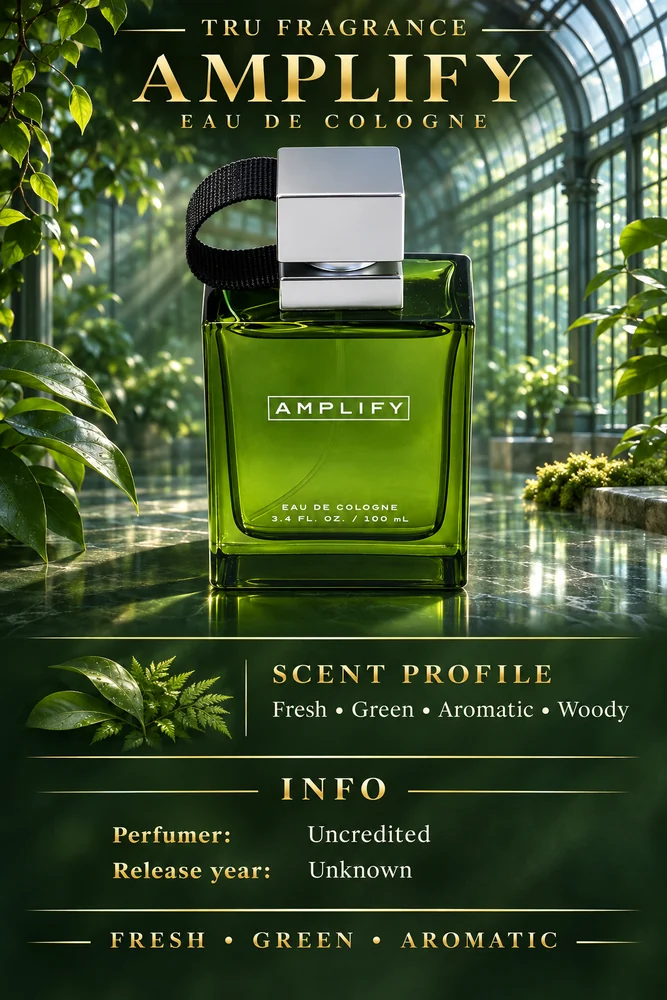 TRU FRAGRANCE
AMPLIFY
EAU DE COLOGNE
AMPLIFY
EAU DE COLOGNE
3.4 FL. OZ. / 100 mL
SCENT PROFILE
Fresh • Green • Aromatic • Woody
INFO
Perfumer: Uncredited
Release year: Unknown
FRESH • GREEN • AROMATIC